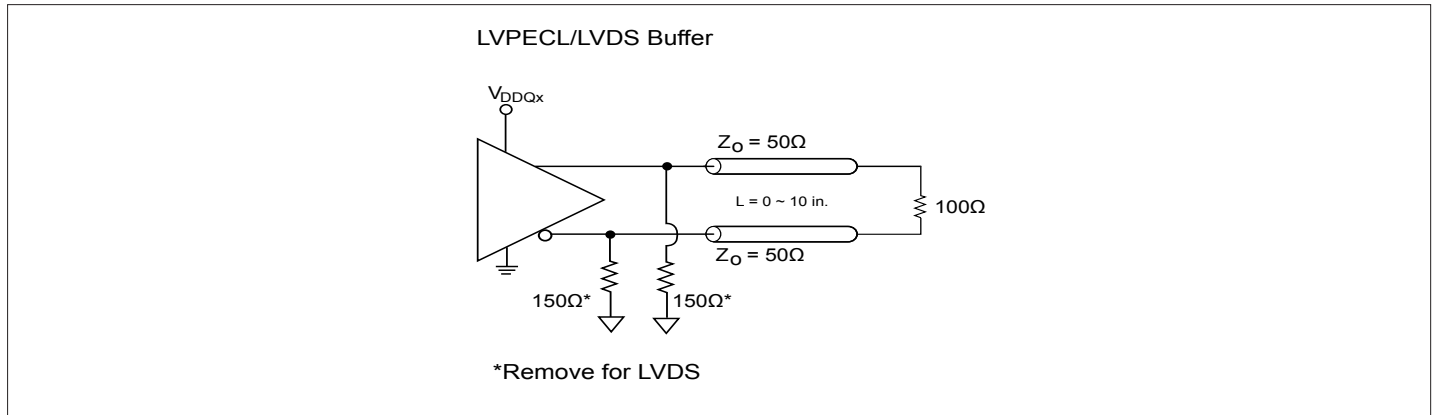 LVPECL/LVDS Buffer
VDDQx
ZO = 50Ω
L = 0 ~ 10 in.
100Ω
ZO = 50Ω
150Ω*
150Ω*
*Remove for LVDS